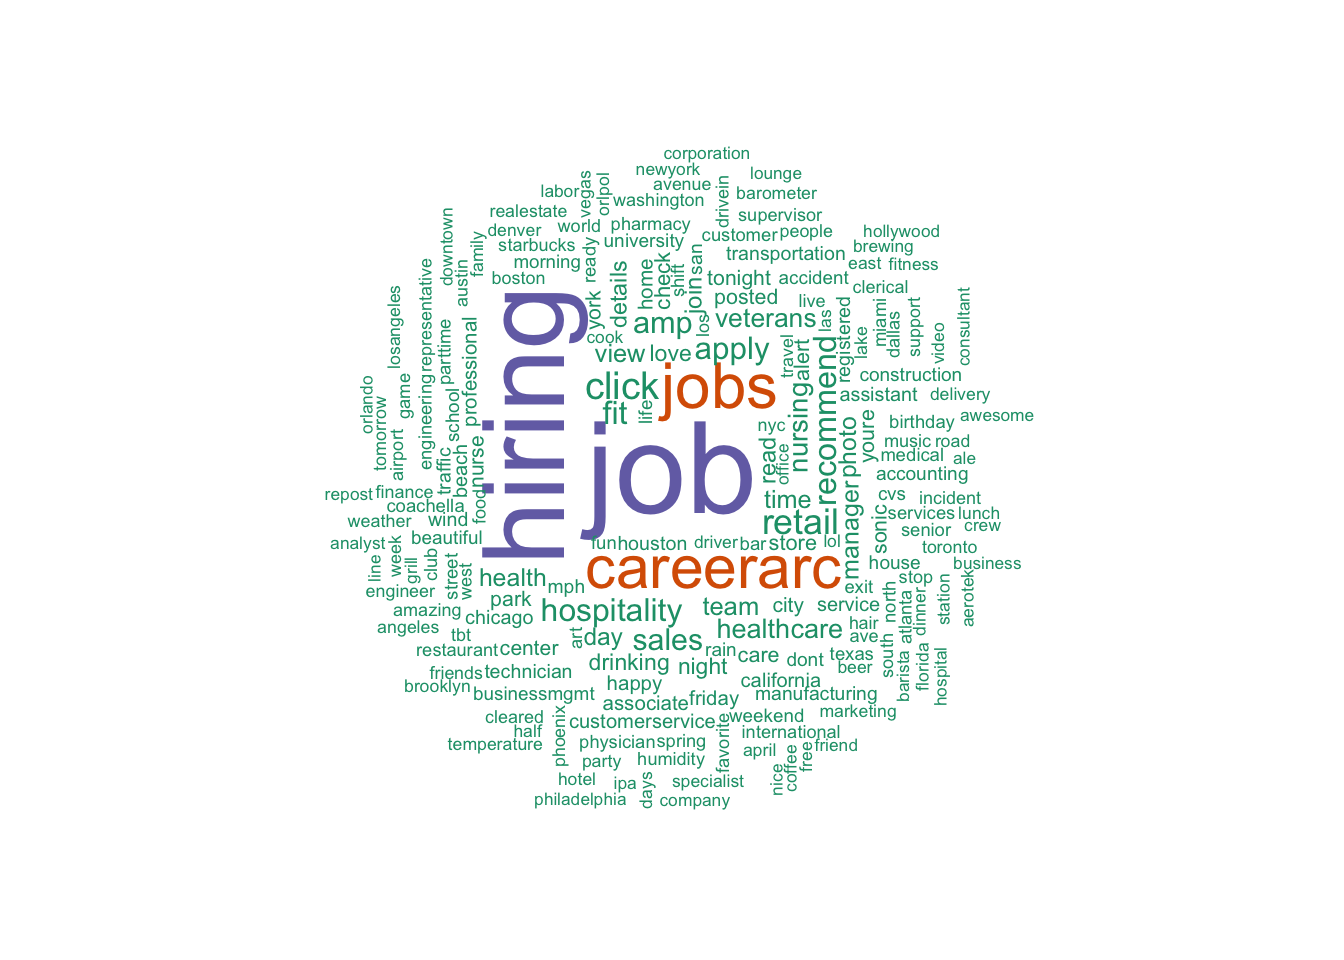 corporation
newyork
lounge
avenue
labor
vegas
orlpol
washington
drivein
barometer
realestate
supervisor
denver
world
pharmacy
customer
people
hollywood
starbucks
university
brewing
downtown
family
morning
ready
transportation
east
fitness
boston
austin
details
home
check
shift
join
san
tonight
accident
clerical
losangeles
representative
hiring
york
amp
los
posted
live
las
registered
miami
dallas
support
video
consultant
veterans
cook
view
love
apply
travel
alert
lake
parttime
professional
engineering
game
orlando
click
jobs
life
fit
nursing
recommend
construction
assistant
delivery
school
tomorrow
airport
traffic
beach
nurse
job
nyc
read
office
photo
youre
birthday
awesome
music
road
medical
ale
accounting
repost
finance
coachella
food
time
manager
cvs
incident
weather
wind
retail
sonic
services
lunch
senior
crew
analyst
beautiful
fun
houston
driver
bar
store
lol
toronto
line
week
grill
club
street
west
health
mph
careerarc
house
business
exit
stop
station
aerotek
engineer
park
hospitality
team
city
service
north
atlanta
dinner
amazing
chicago
hair
angeles
tbt
art
day
sales
healthcare
ave
south
restaurant
center
rain
care
dont
texas
beer
barista
florida
hospital
friends
technician
drinking
night
california
brooklyn
businessmgmt
happy
manufacturing
associate
friday
cleared
customerservice
weekend
marketing
half
phoenix
favorite
international
temperature
physician
spring
april
free
friend
party
humidity
coffee
hotel
ipa
days
specialist
nice
philadelphia
company